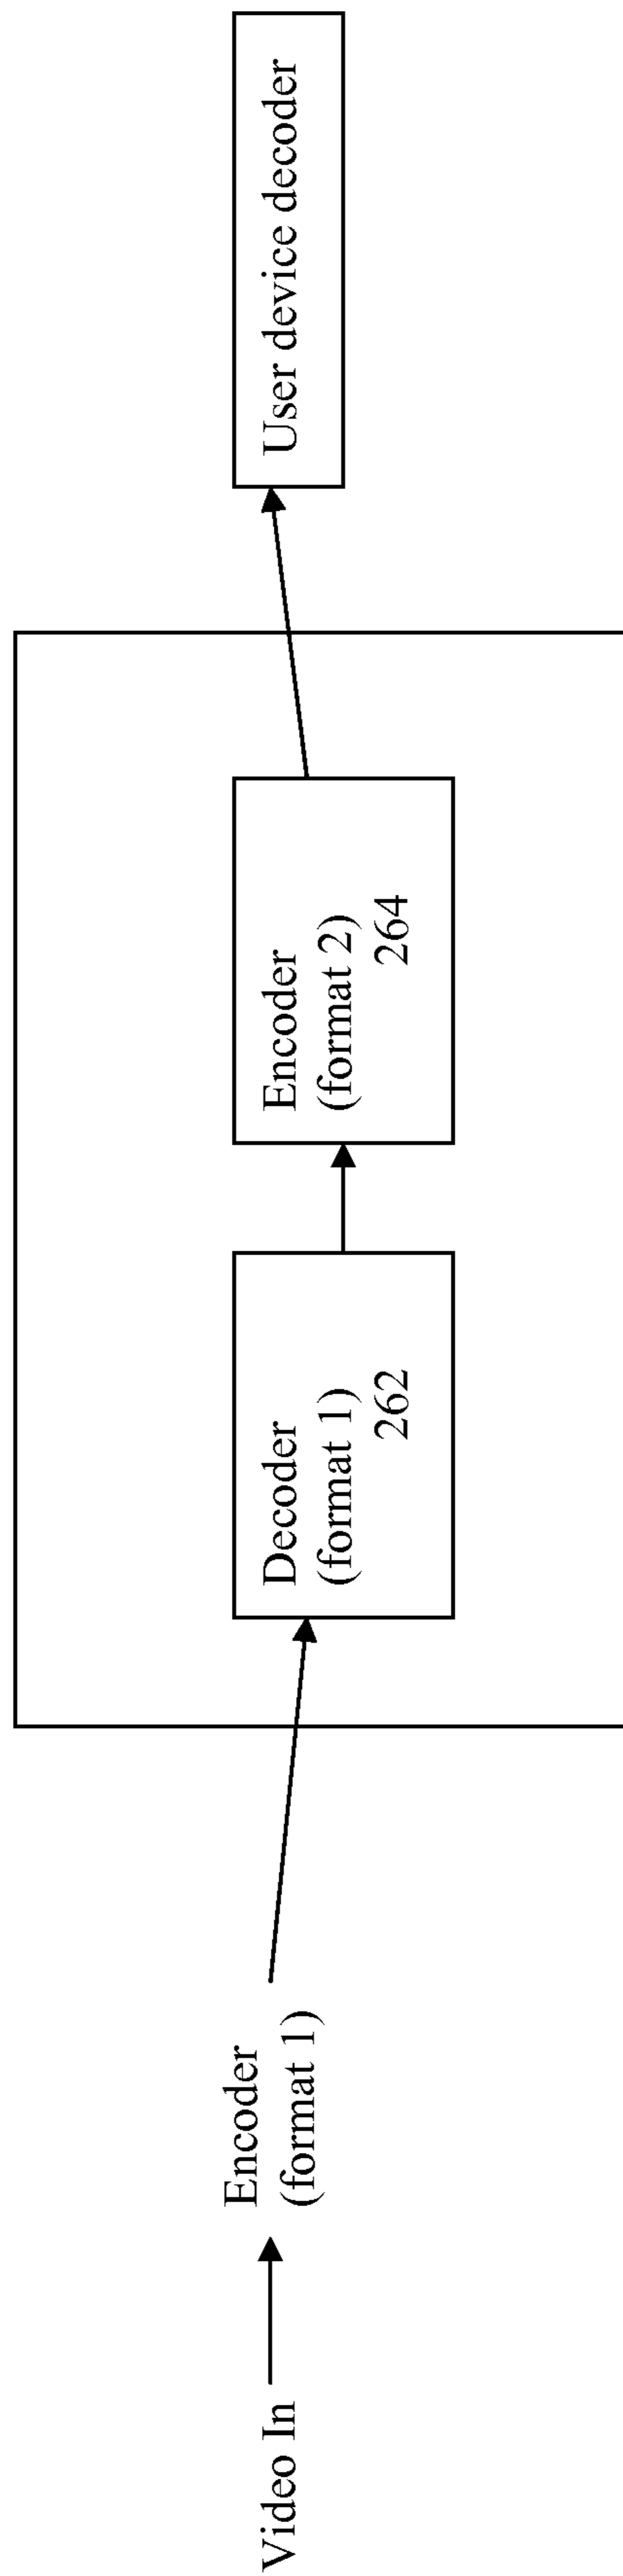 Video In
Encoder
(format 1)
Decoder
(format 1)
262
Encoder
(format 2)
264
User device decoder